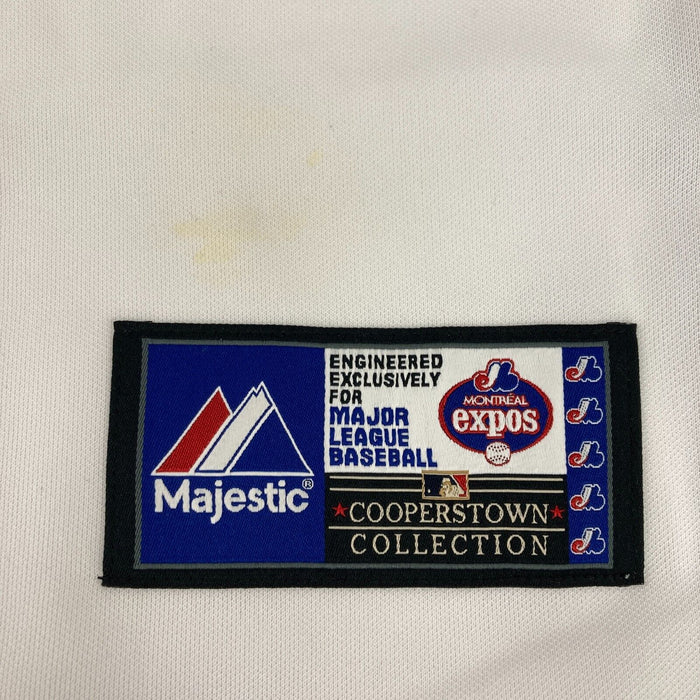 Majestic®
ENGINEERED
EXCLUSIVELY
FOR
MAJOR
LEAGUE
BASEBALL
MONTRÉAL
expos
COOPERSTOWN
COLLECTION